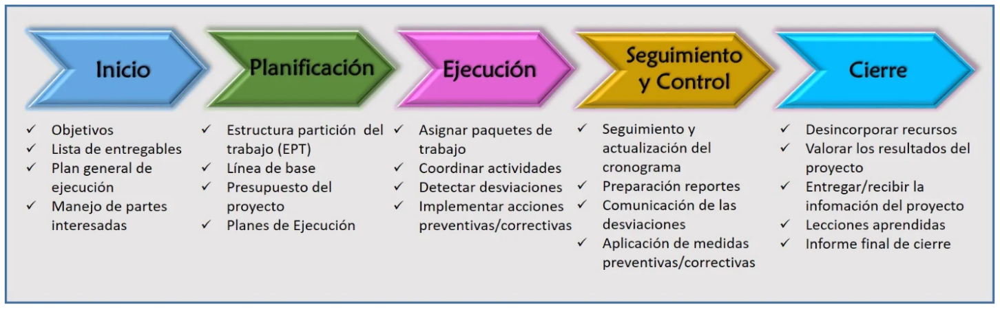 Inicio
Planificación
Ejecución
Seguimiento
y Control
Cierre
✓ Objetivos
✓ Lista de entregables
✓ Plan general de
ejecución
✓ Manejo de partes
interesadas
✓ Estructura partición del
trabajo (EPT)
✓ Línea de base
✓ Presupuesto del
proyecto
✓ Planes de Ejecución
✓ Asignar paquetes de
trabajo
✓ Coordinar actividades
✓ Detectar desviaciones
✓ Implementar acciones
preventivas/correctivas
✓ Seguimiento y
actualización del
cronograma
✓ Preparación reportes
✓ Comunicación de las
desviaciones
✓ Aplicación de medidas
preventivas/correctivas
✓ Desincorporar recursos
✓ Valorar los resultados del
proyecto
✓ Entregar/recibir la
infomación del proyecto
✓ Lecciones aprendidas
✓ Informe final de cierre